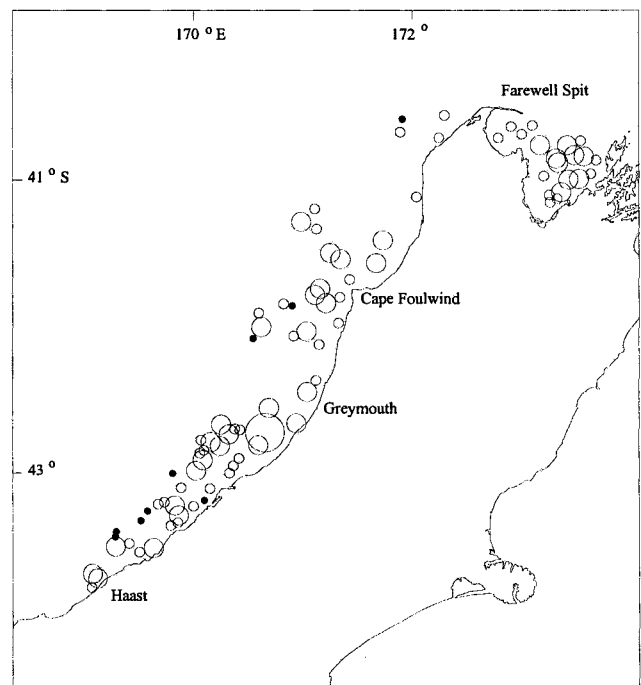 170 ° E
172 °
Farewell Spit
41 ° S
Cape Foulwind
Greymouth
43 °
Haast